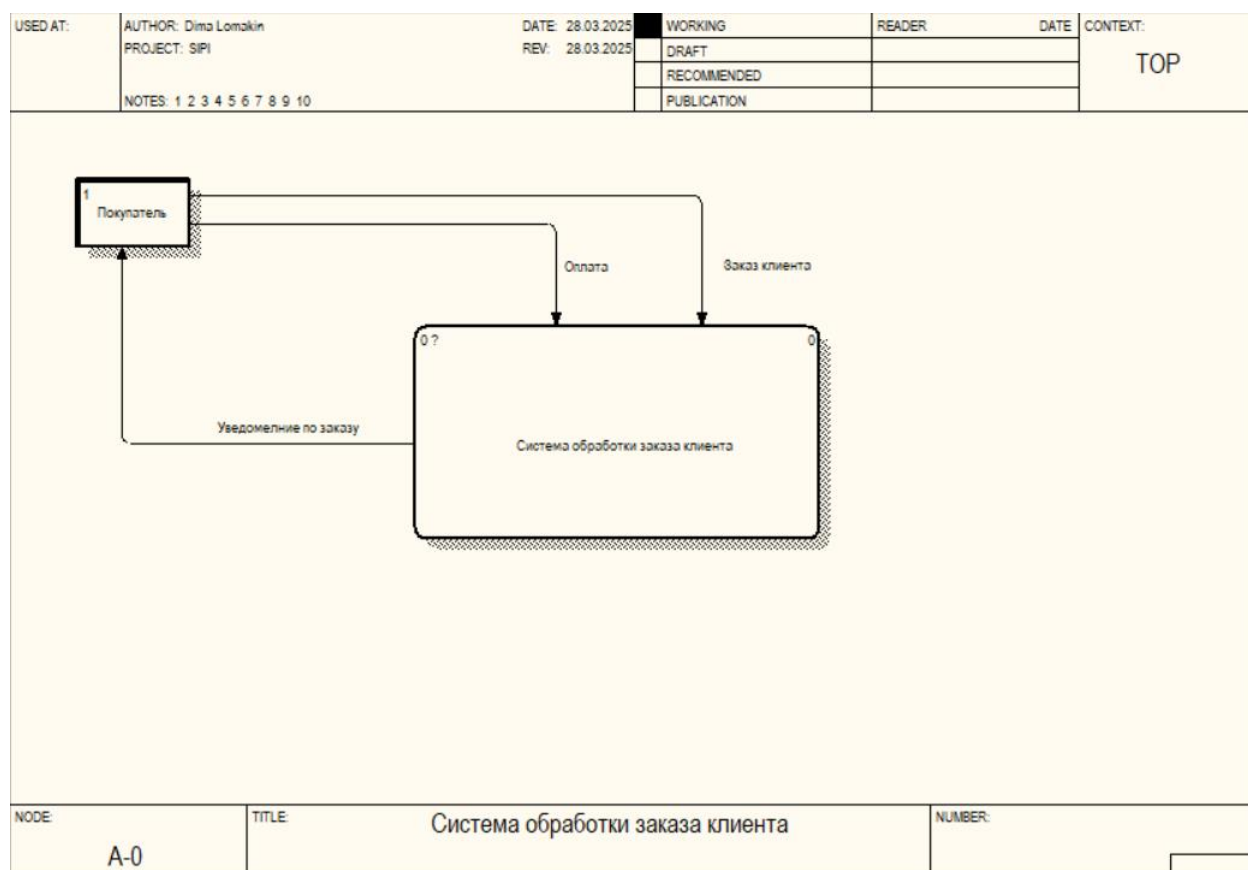 USED AT:
AUTHOR: Dima Lomakin
DATE: 28.03.2025
WORKING
READER
DATE
CONTEXT:
PROJECT: SIPI
REV: 28.03.2025
DRAFT
TOP
RECOMMENDED
NOTES: 1 2 3 4 5 6 7 8 9 10
PUBLICATION
1
Покупатель
Оплата
Заказ клиента
0 ?
0
Уведомелние по заказу
Система обработки заказа клиента
NODE:
TITLE:
Система обработки заказа клиента
NUMBER:
A-0